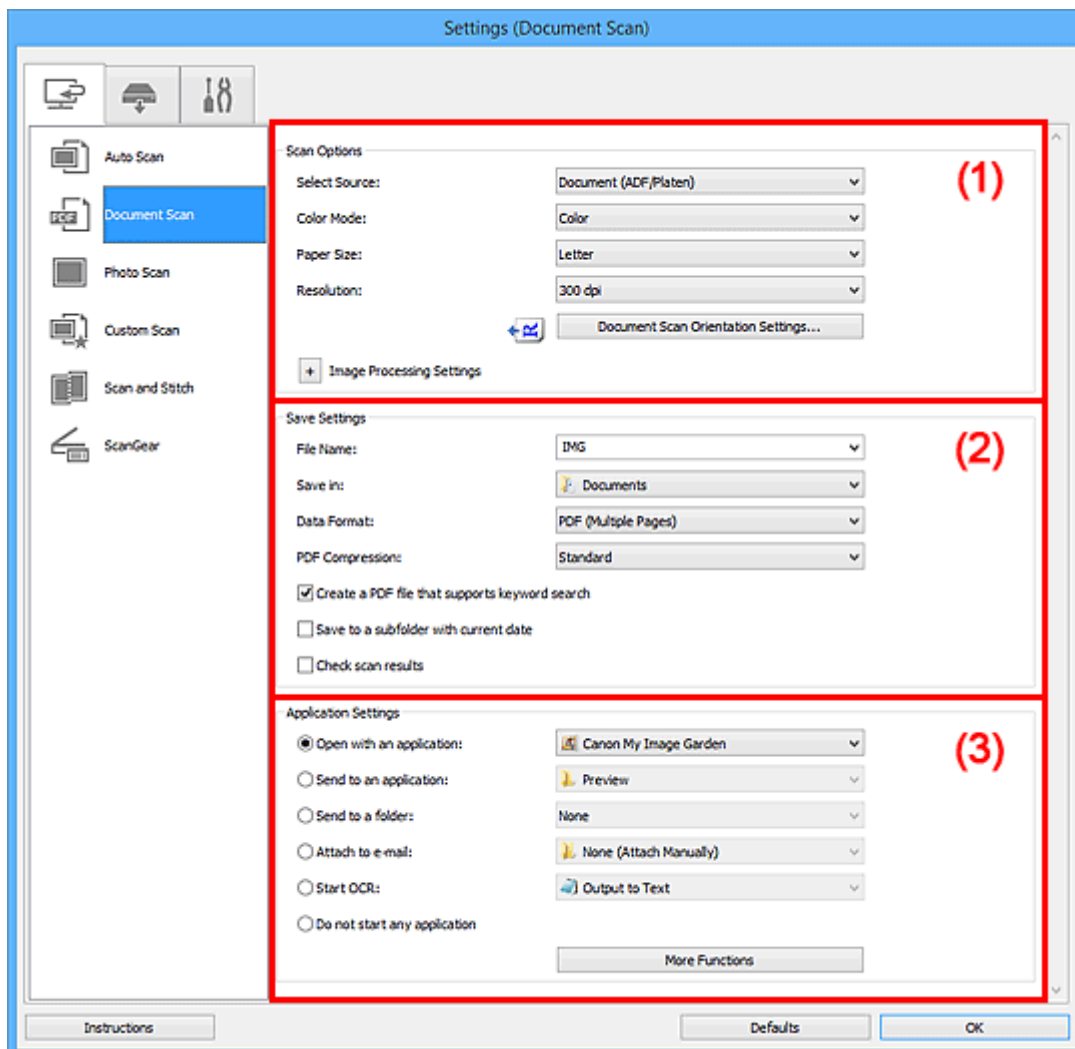 Settings (Document Scan)
Auto Scan
PDF Document Scan
Photo Scan
Custom Scan
Scan and Stitch
ScanGear
Scan Options
(1)
Select Source: Document (ADF/Platen)
Color Mode: Color
Paper Size: Letter
Resolution: 300 dpi
R Document Scan Orientation Settings...
+ Image Processing Settings
Save Settings
(2)
File Name: IMG
Save in: Documents
Data Format: PDF (Multiple Pages)
PDF Compression: Standard
Create a PDF file that supports keyword search
Save to a subfolder with current date
Check scan results
Application Settings
(3)
Open with an application: Canon My Image Garden
Send to an application: Preview
Send to a folder: None
Attach to e-mail: None (Attach Manually)
Start OCR: Output to Text
Do not start any application
More Functions
Instructions Defaults OK